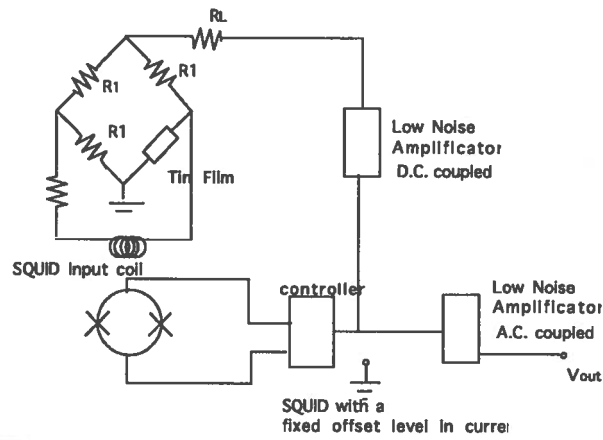 RL
R1
R1
R1
Low Noise
Amplificator
D.C. coupled
Tin Film
SQUID Input coil
controller
Low Noise
Amplificator
A.C. coupled
Vout
SQUID with a
fixed offset level in curre